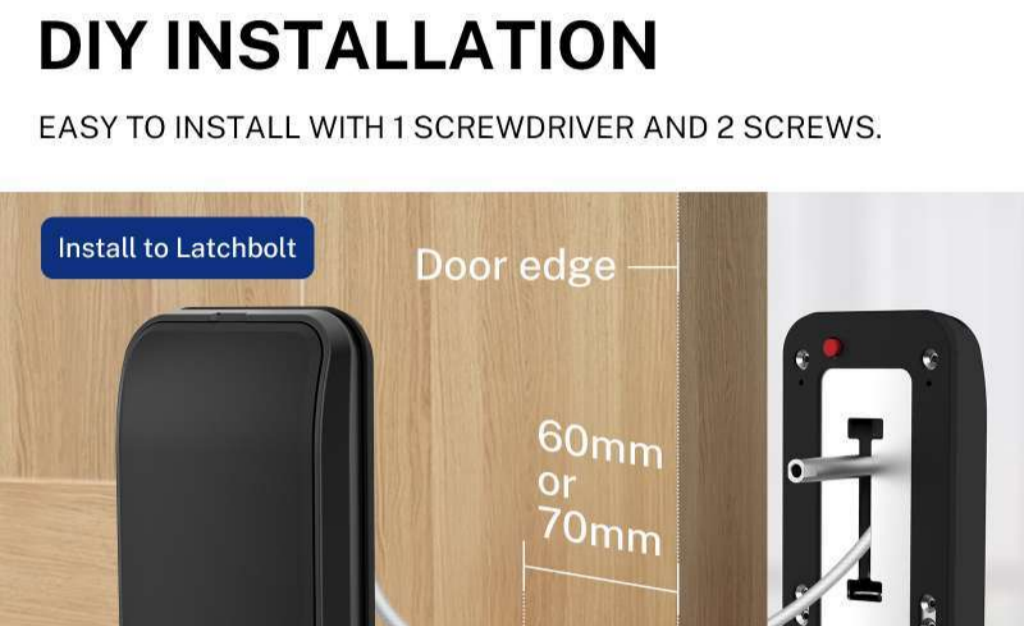 DIY INSTALLATION
EASY TO INSTALL WITH 1 SCREWDRIVER AND 2 SCREWS.
Install to Latchbolt
Door edge
60mm
or
70mm